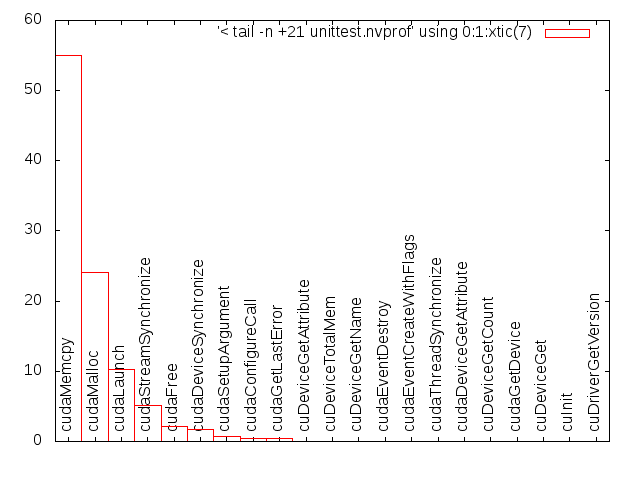 '< tail -n +21 unittest.nvprof' using 0:1:xtic(7)
60
50
40
30
20
10
0
cudaMemcpy
cudaMalloc
cudaLaunch
cudaStreamSynchronize
cudaFree
cudaDeviceSynchronize
cudaSetupArgument
cudaConfigureCall
cudaGetLastError
cuDeviceGetAttribute
cuDeviceTotalMem
cuDeviceGetName
cudaEventDestroy
cudaEventCreateWithFlags
cudaThreadSynchronize
cudaDeviceGetAttribute
cuDeviceGetCount
cudaGetDevice
cuDeviceGet
cuInit
cuDriverGetVersion